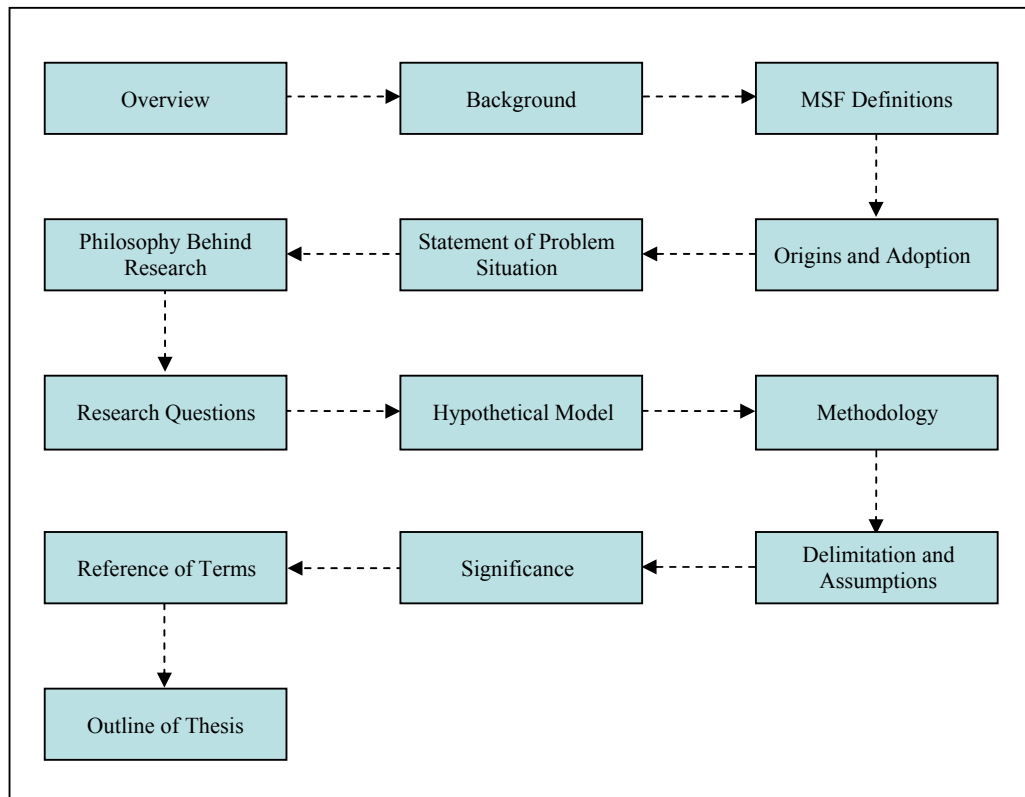 Overview
Background
MSF Definitions
Philosophy Behind
Research
Statement of Problem
Situation
Origins and Adoption
Research Questions
Hypothetical Model
Methodology
Reference of Terms
Significance
Delimitation and
Assumptions
Outline of Thesis